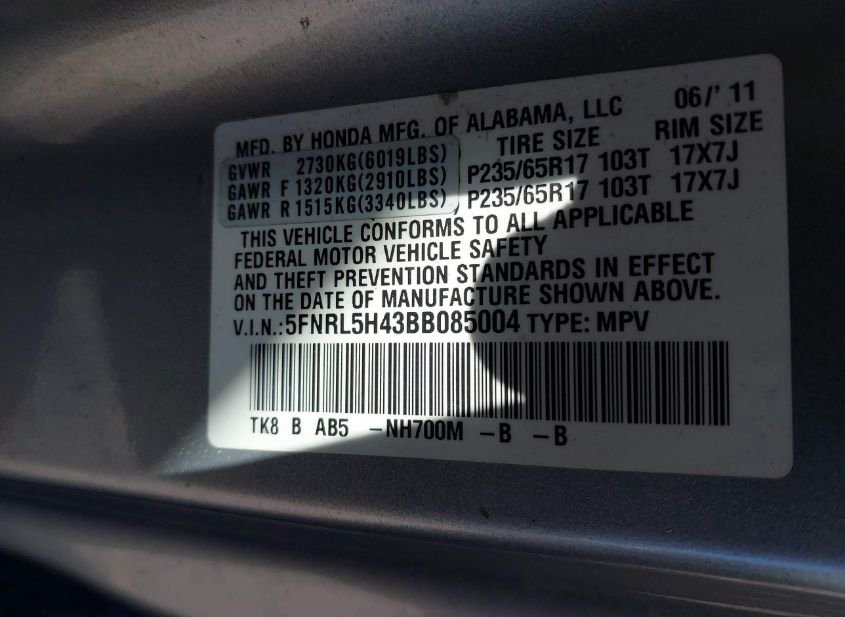 06/' 11
MFD. BY HONDA MFG. OF ALABAMA, LLC
TIRE SIZE RIM SIZE
GVWR 2730KG(6019LBS)
GAWR F 1320KG(2910LBS) P235/65R17 103T 17X7J
GAWR R 1515KG(3340LBS) , P235/65R17 103T 17X7J
THIS VEHICLE CONFORMS TO ALL APPLICABLE
FEDERAL MOTOR VEHICLE SAFETY
AND THEFT PREVENTION STANDARDS IN EFFECT
ON THE DATE OF MANUFACTURE SHOWN ABOVE.
V.I.N.:5FNRL5H43BB085004 TYPE: MPV
TK8 B AB5 -NH700M -B -B